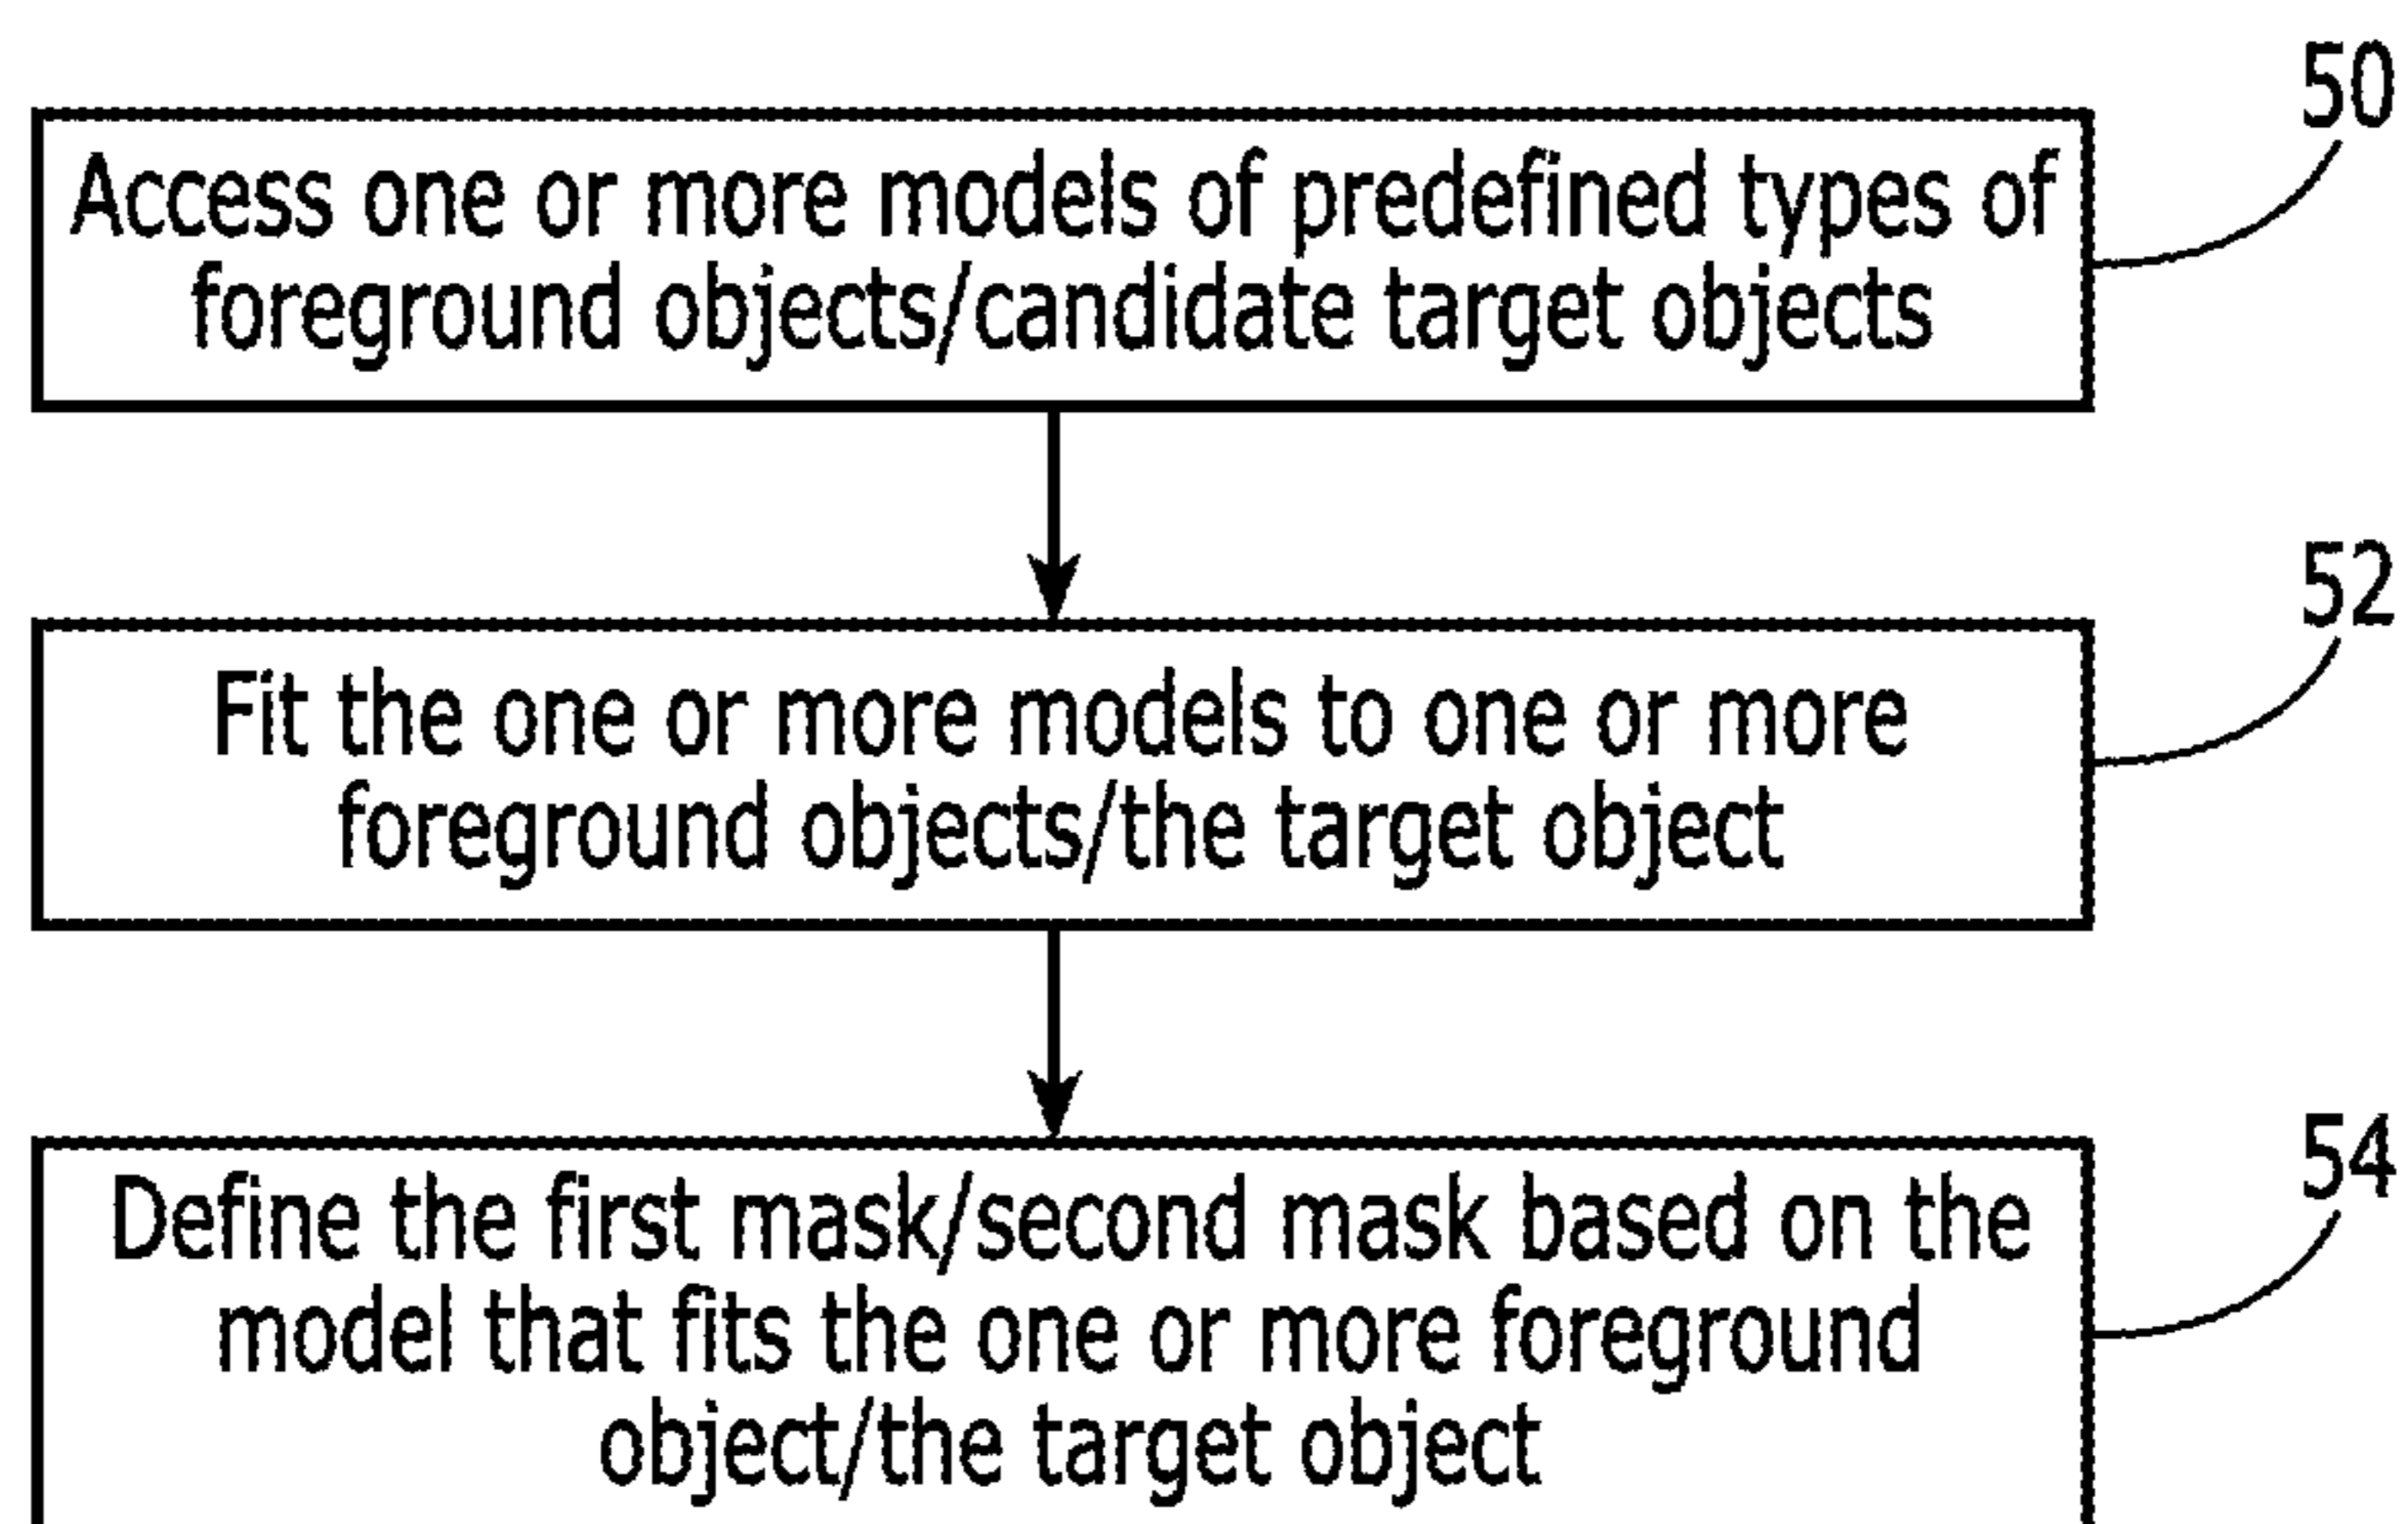 50
Access one or more models of predefined types of
foreground objects/candidate target objects
52
Fit the one or more models to one or more
foreground objects/the target object
54
Define the first mask/second mask based on the
model that fits the one or more foreground
object/the target object